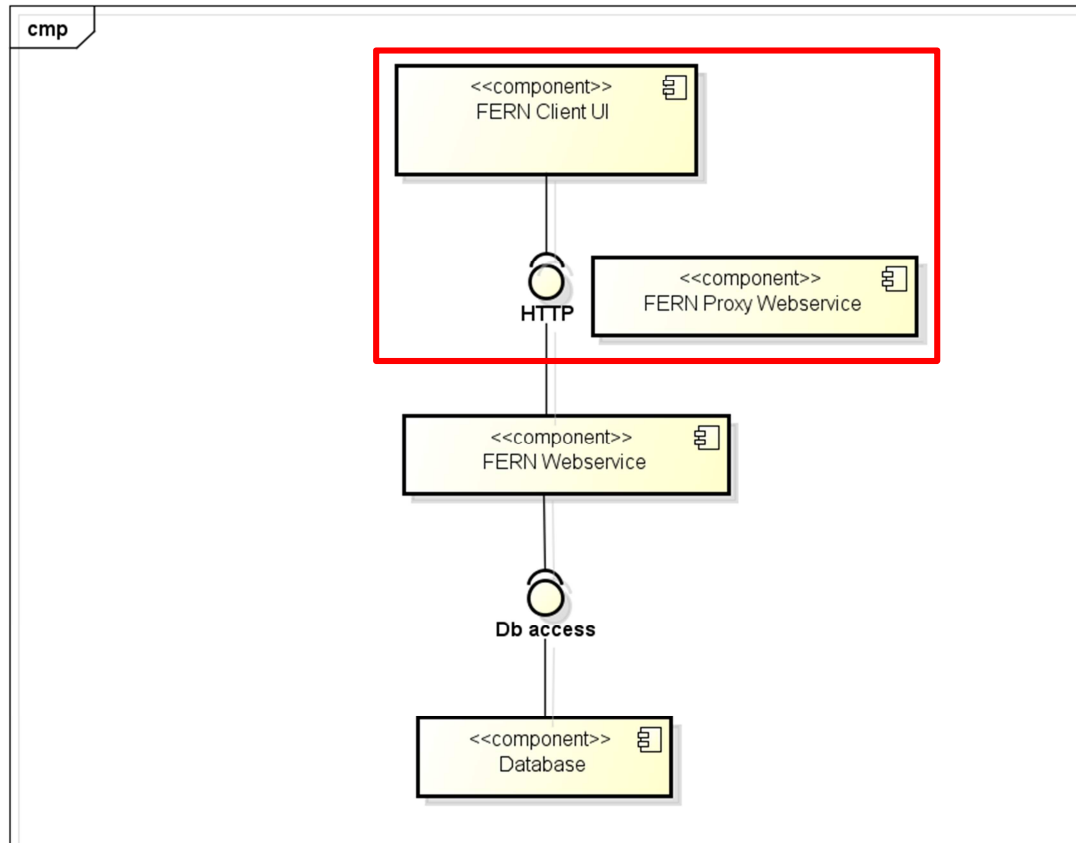 cmp
<<component>>
FERN Client UI
HTTP
<<component>>
FERN Proxy Webservice
<<component>>
FERN Webservice
Db access
<<component>>
Database